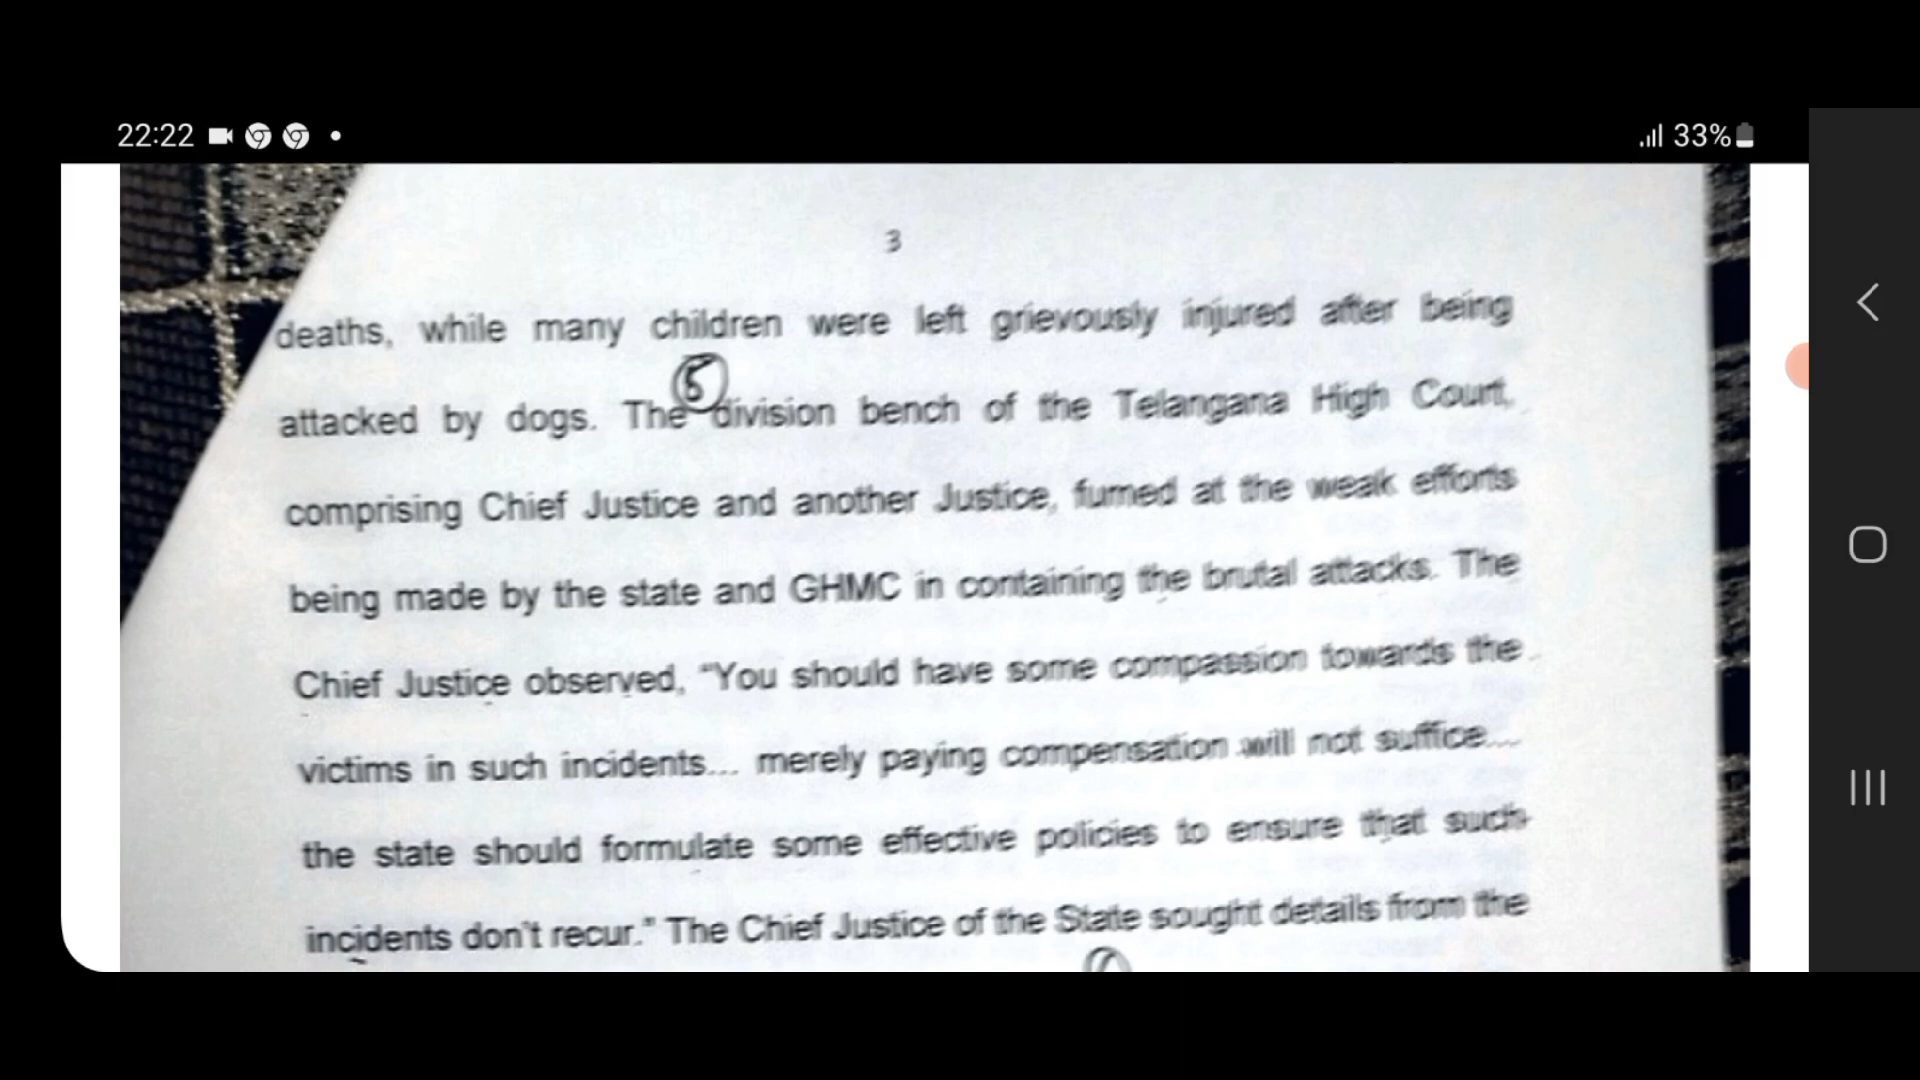 22:22
33%
3
deaths, while many children were left grievously injured after being
5
attacked by dogs. The division bench of the Telangana High Court,
comprising Chief Justice and another Justice, fumed at the weak efforts
being made by the state and GHMC in containing the brutal attacks. The
Chief Justice observed, "You should have some compassion towards the
victims in such incidents... merely paying compensation will not suffice...
the state should formulate some effective policies to ensure that such
incidents don't recur." The Chief Justice of the State sought details from the